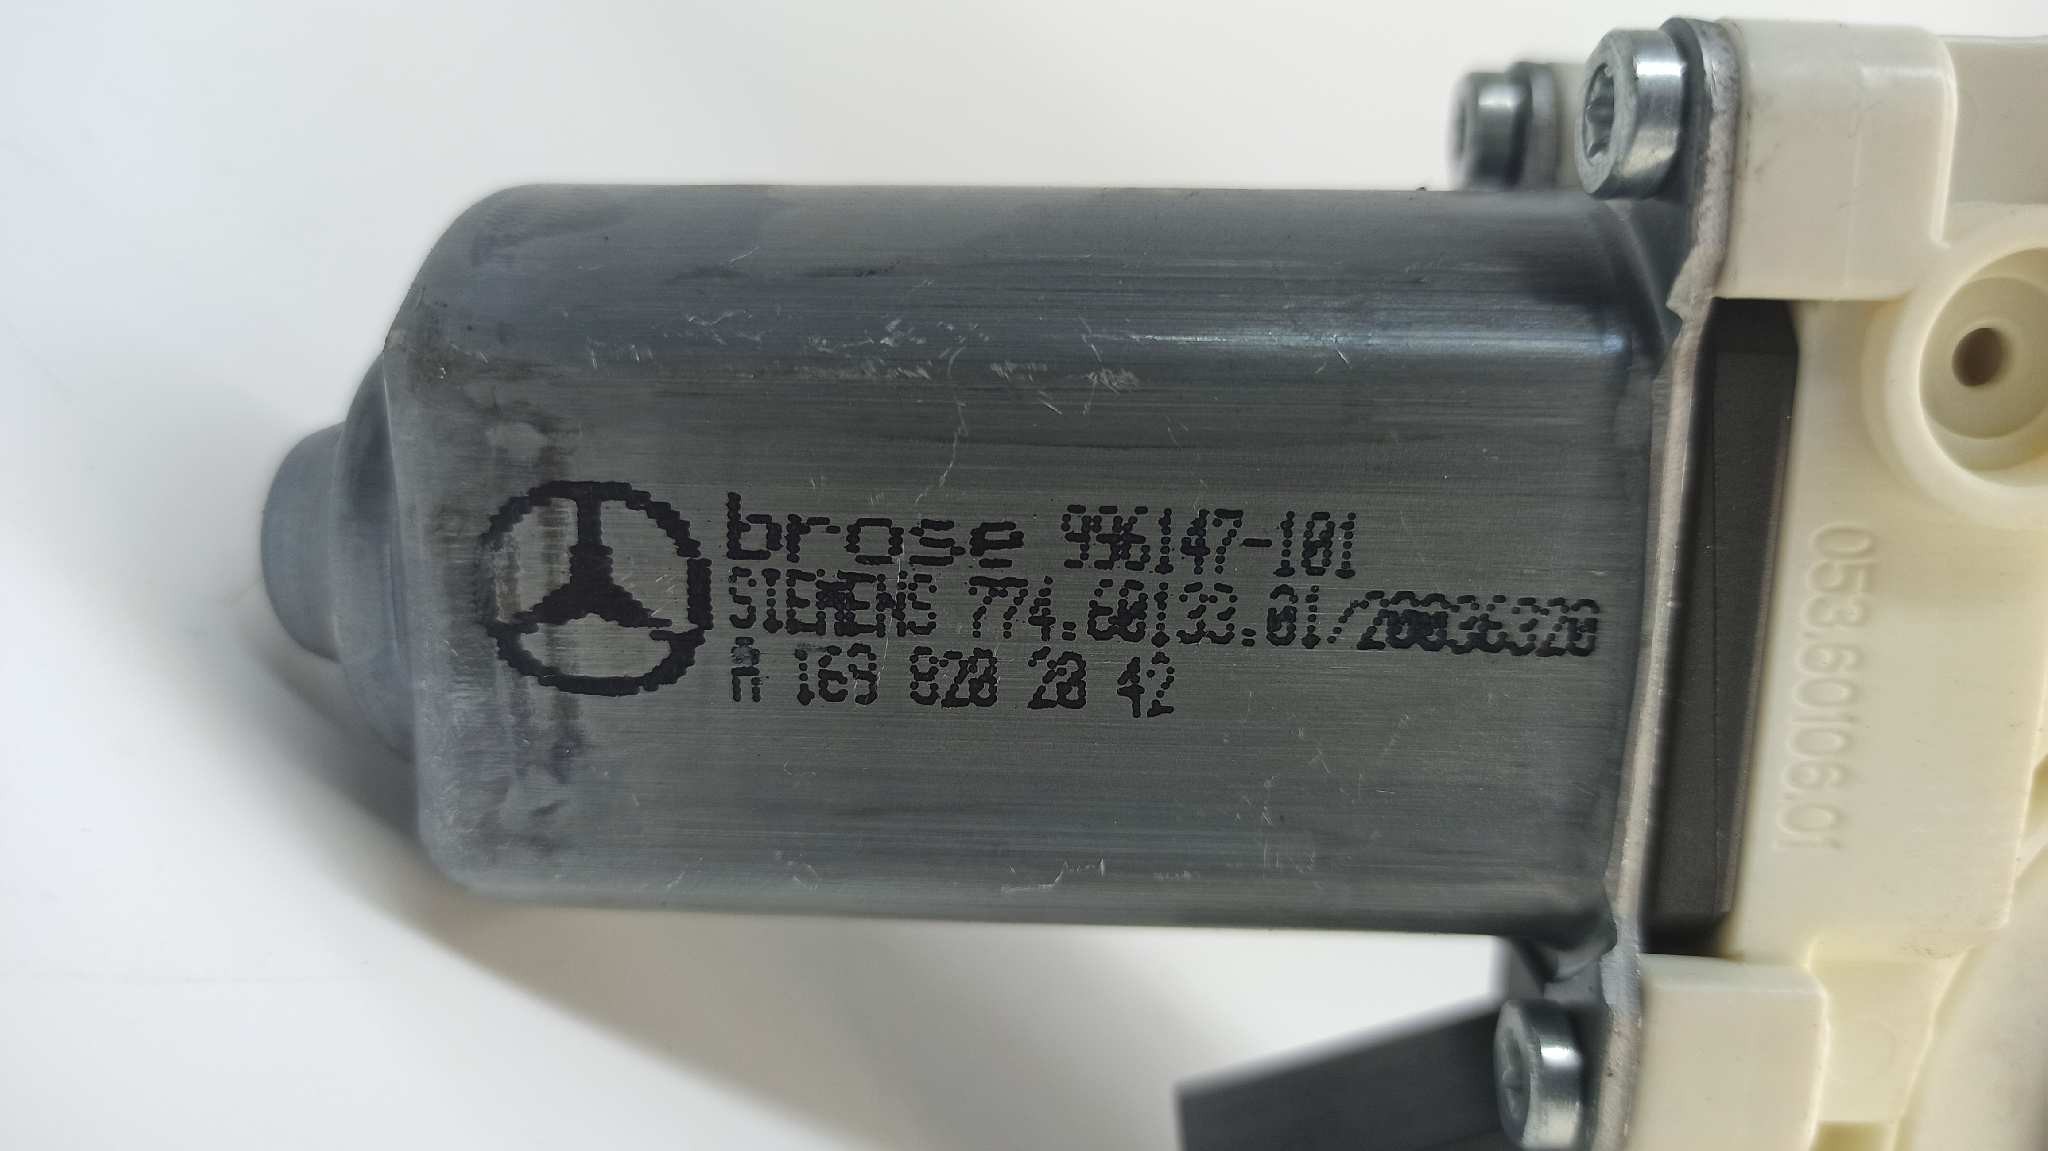 brose 996147-101
SIEMENS 774.60133.01/20036320
A 169 820 20 42
053.60106.01